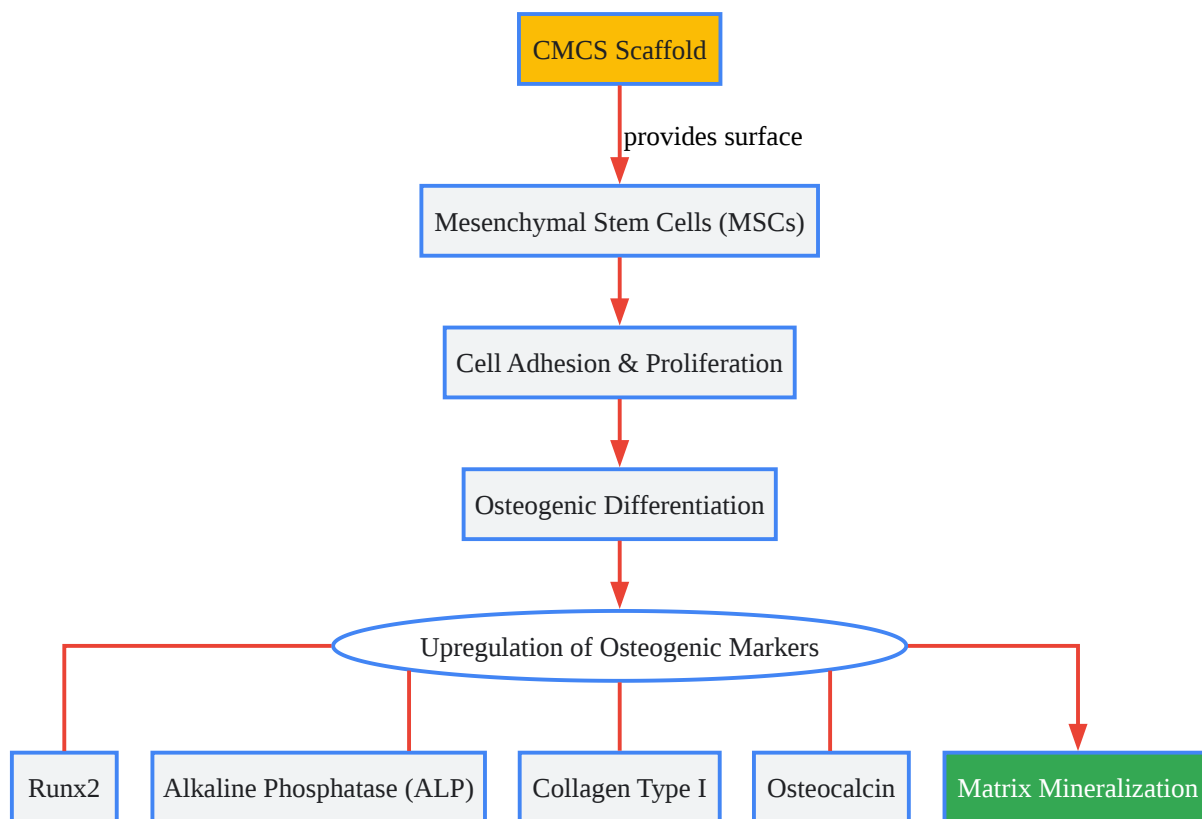 CMCS Scaffold
provides surface
Mesenchymal Stem Cells (MSCs)
Cell Adhesion & Proliferation
Osteogenic Differentiation
Upregulation of Osteogenic Markers
Runx2
Alkaline Phosphatase (ALP)
Collagen Type I
Osteocalcin
Matrix Mineralization